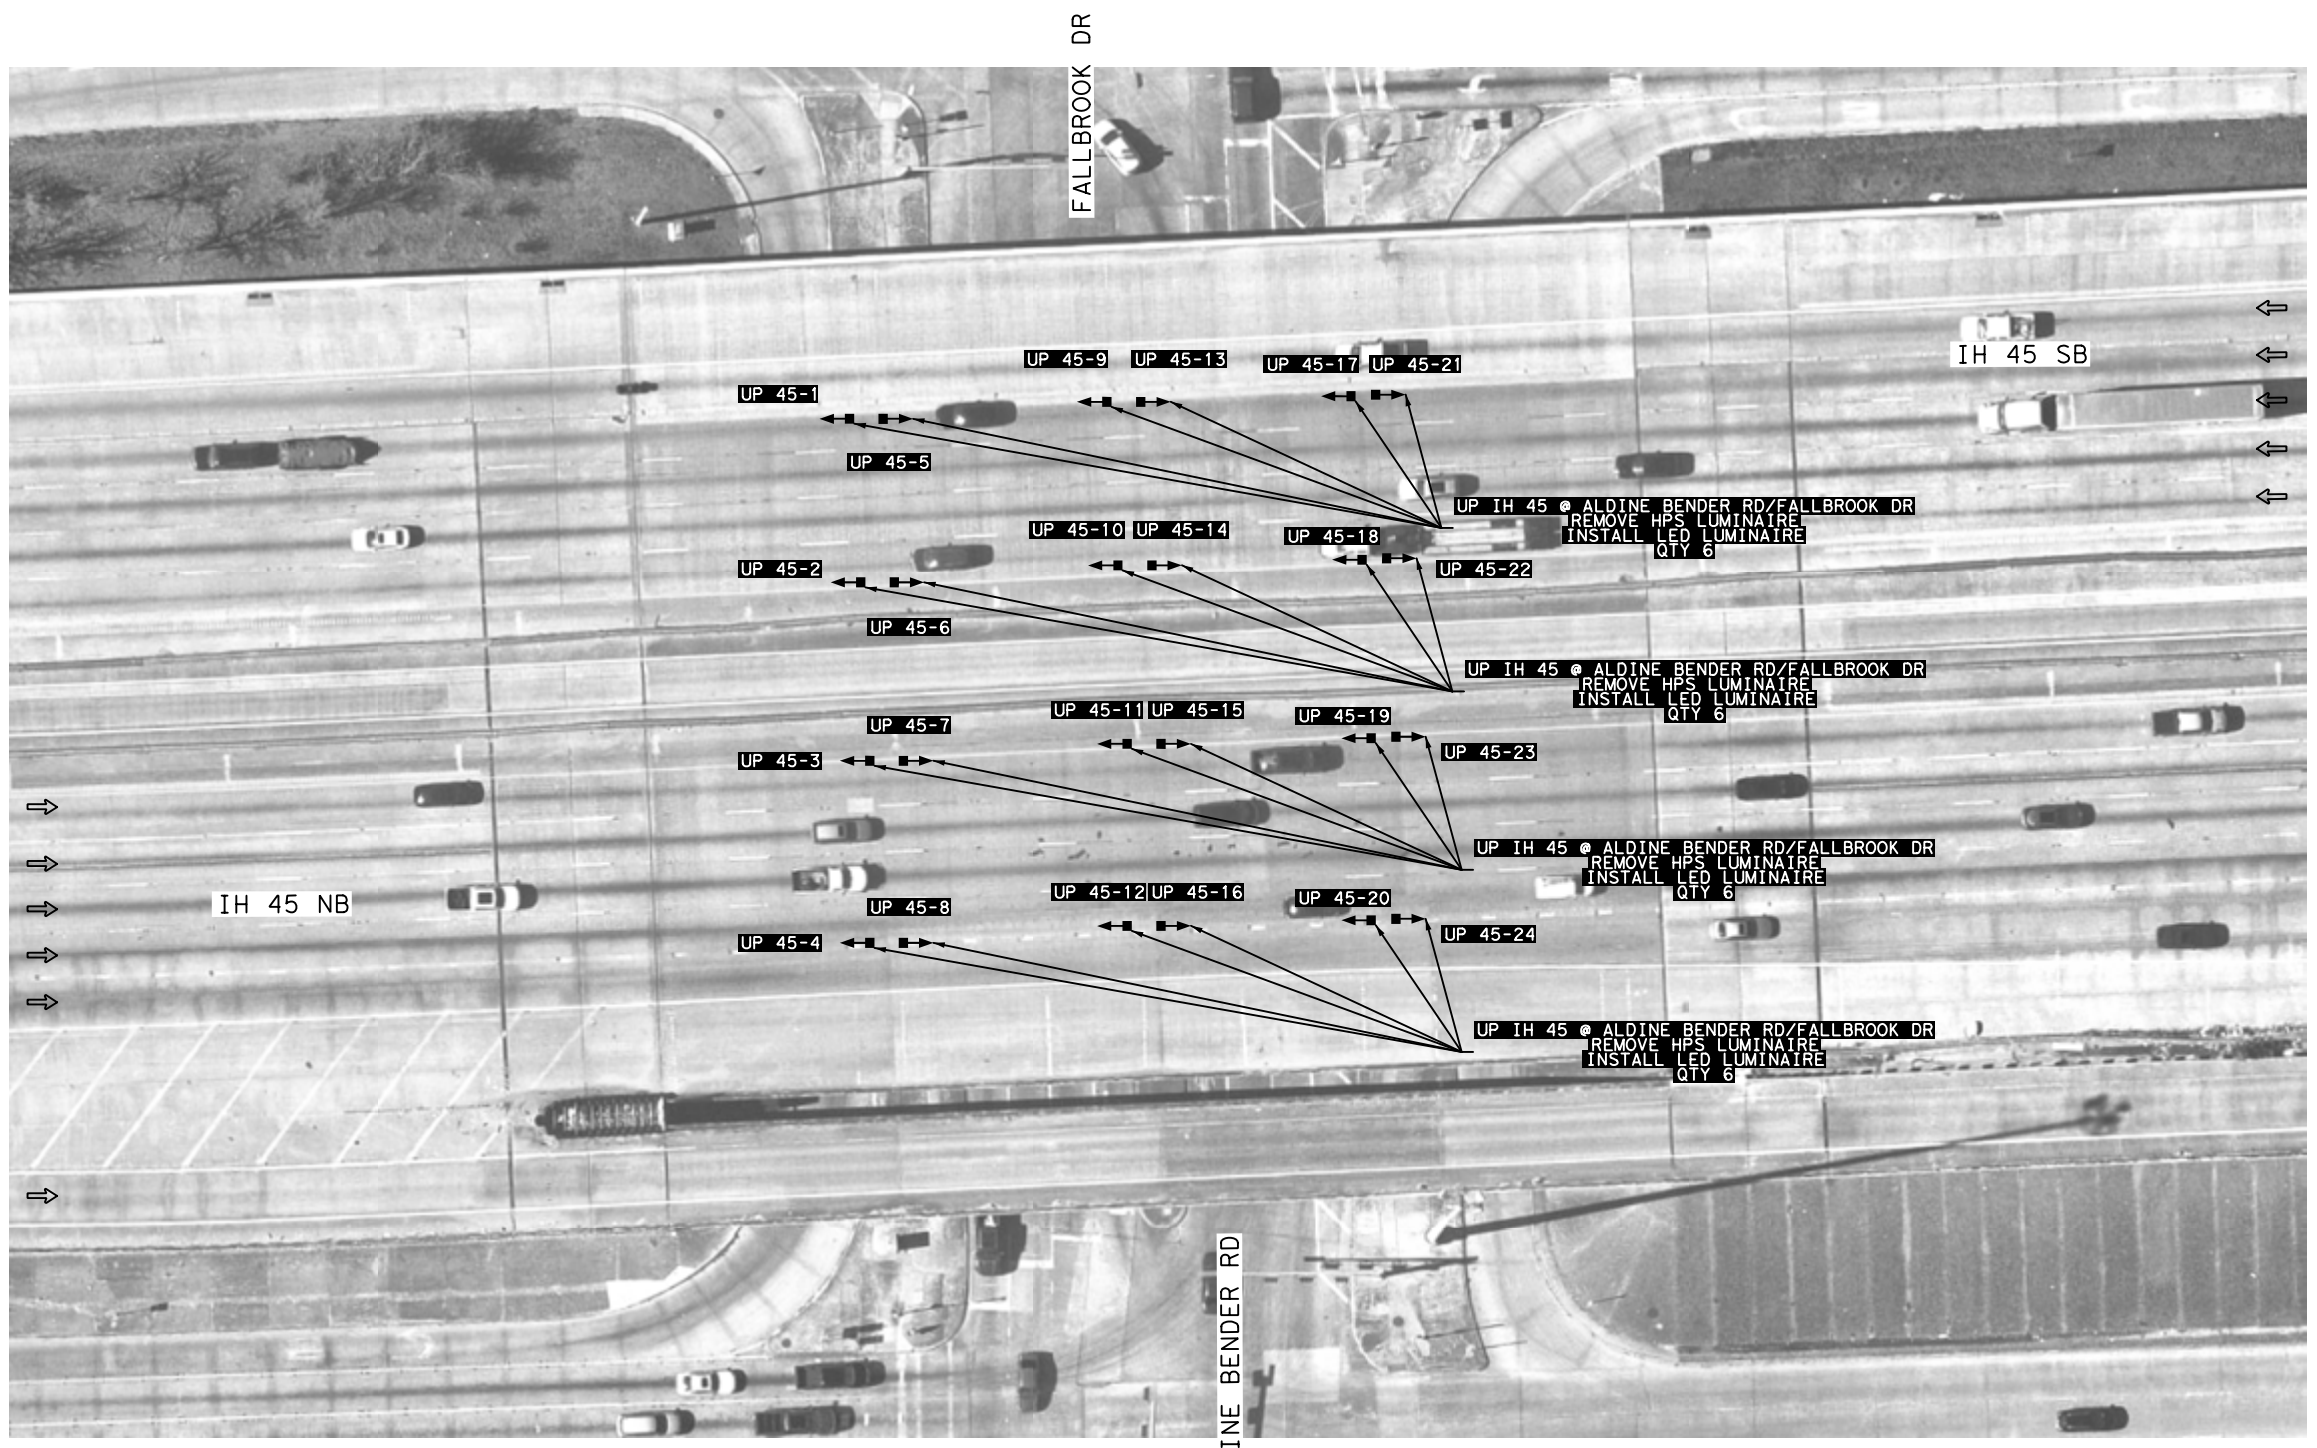 FALLBROOK DR
UP 45-9 UP 45-13 UP 45-17 UP 45-21
IH 45 SB
UP 45-1
UP 45-5
UP IH 45 @ ALDINE BENDER RD/FALLBROOK DR
REMOVE HPS LUMINAIRE
INSTALL LED LUMINAIRE
QTY 6
UP 45-10 UP 45-14 UP 45-18
UP 45-2
UP 45-22
UP 45-6
UP IH 45 @ ALDINE BENDER RD/FALLBROOK DR
REMOVE HPS LUMINAIRE
INSTALL LED LUMINAIRE
QTY 6
UP 45-11 UP 45-15 UP 45-19
UP 45-7
UP 45-3
UP 45-23
UP IH 45 @ ALDINE BENDER RD/FALLBROOK DR
REMOVE HPS LUMINAIRE
INSTALL LED LUMINAIRE
QTY 6
UP 45-12 UP 45-16 UP 45-20
IH 45 NB
UP 45-8
UP 45-4
UP 45-24
UP IH 45 @ ALDINE BENDER RD/FALLBROOK DR
REMOVE HPS LUMINAIRE
INSTALL LED LUMINAIRE
QTY 6
INE BENDER RD